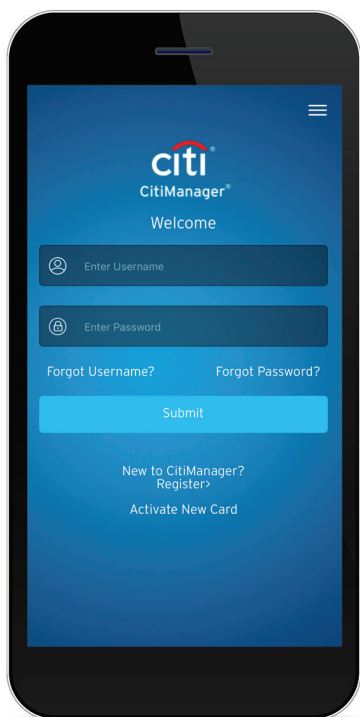 citi®
CitiManager®
Welcome
Enter Username
Enter Password
Forgot Username? Forgot Password?
Submit
New to CitiManager?
Register>
Activate New Card